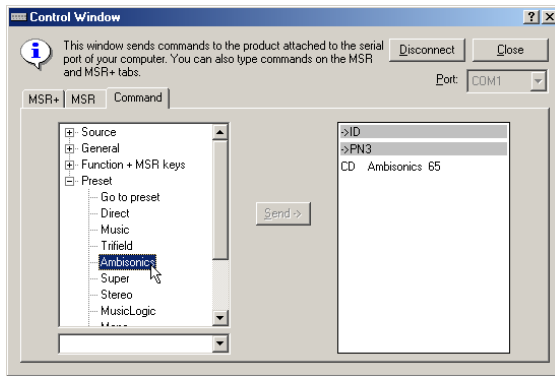 Control Window
This window sends commands to the product attached to the serial
port of your computer. You can also type commands on the MSR
and MSR+ tabs.
Disconnect
Close
Port:
COM1
MSR+
MSR
Command
Source
General
Function + MSR keys
Preset
Go to preset
Direct
Music
Trifield
Ambisonics
Super
Stereo
MusicLogic
Send ->
->ID
->PN3
CD Ambisonics 65